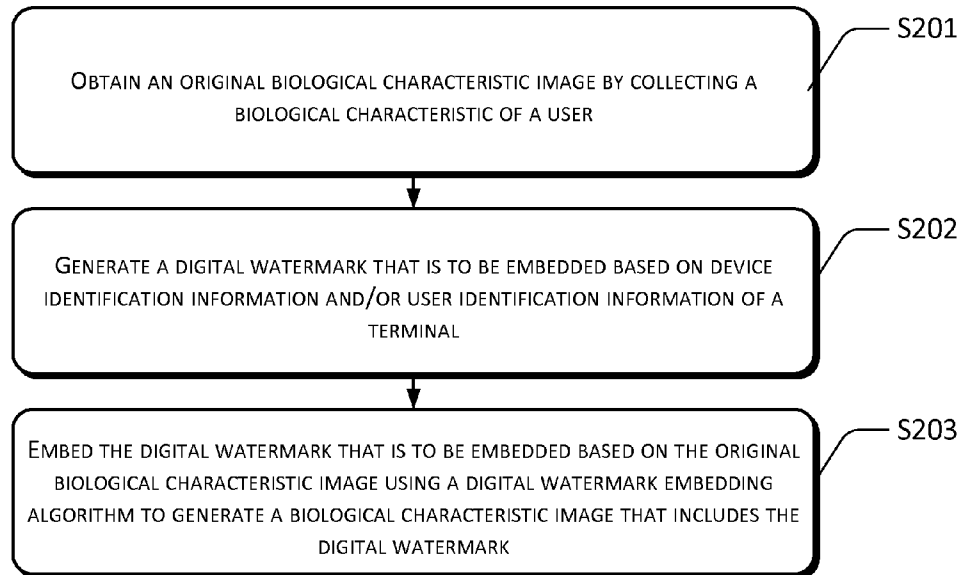 S201
OBTAIN AN ORIGINAL BIOLOGICAL CHARACTERISTIC IMAGE BY COLLECTING A
BIOLOGICAL CHARACTERISTIC OF A USER
S202
GENERATE A DIGITAL WATERMARK THAT IS TO BE EMBEDDED BASED ON DEVICE
IDENTIFICATION INFORMATION AND/OR USER IDENTIFICATION INFORMATION OF A
TERMINAL
S203
EMBED THE DIGITAL WATERMARK THAT IS TO BE EMBEDDED BASED ON THE ORIGINAL
BIOLOGICAL CHARACTERISTIC IMAGE USING A DIGITAL WATERMARK EMBEDDING
ALGORITHM TO GENERATE A BIOLOGICAL CHARACTERISTIC IMAGE THAT INCLUDES THE
DIGITAL WATERMARK